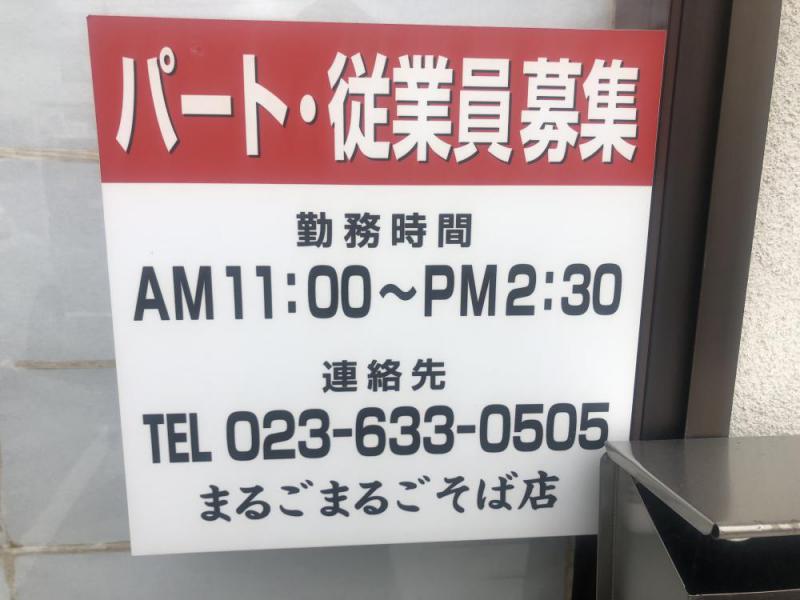 パート・従業員募集
勤務時間
AM11:00〜PM2:30
連絡先
TEL 023-633-0505
まるごまるごそば店